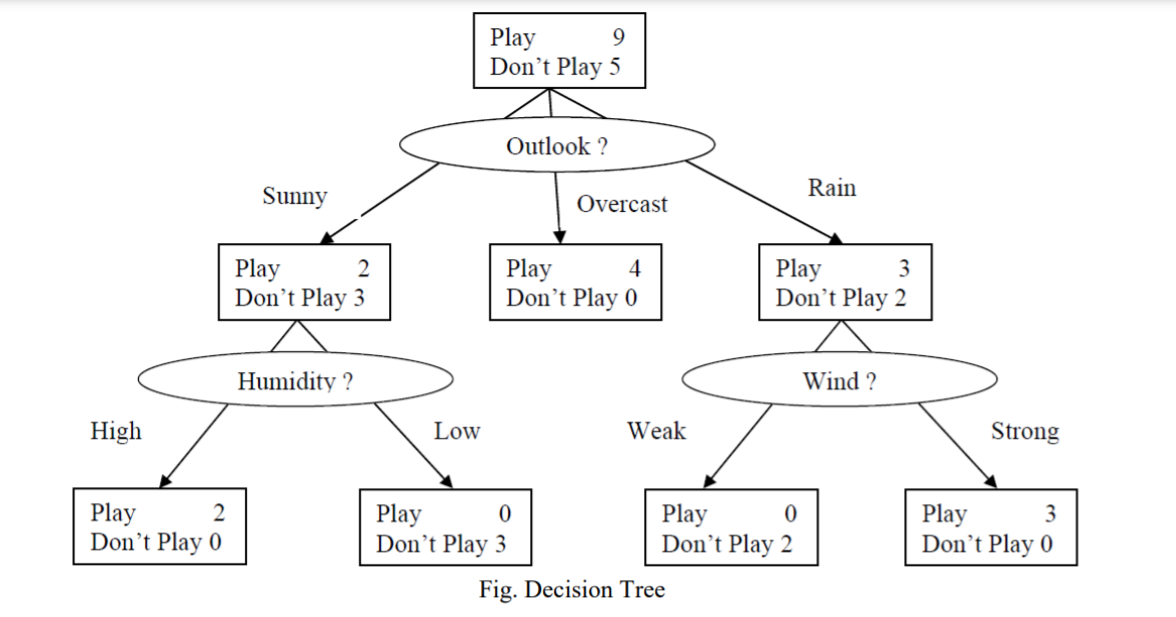 Play 9
Don’t Play 5
Outlook ?
Sunny
Overcast
Rain
Play 2
Don’t Play 3
Play 4
Don’t Play 0
Play 3
Don’t Play 2
Humidity ?
Wind ?
High
Low
Weak
Strong
Play 2
Don’t Play 0
Play 0
Don’t Play 3
Play 0
Don’t Play 2
Play 3
Don’t Play 0
Fig. Decision Tree